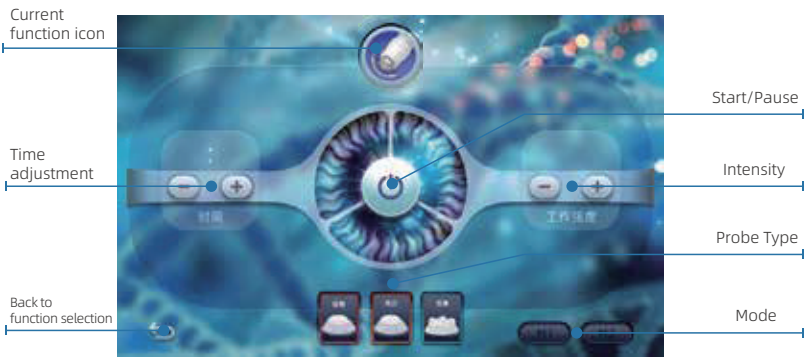 Current
function icon
Start/Pause
Time
adjustment
Intensity
时间
工作强度
Probe Type
Back to
function selection
Mode